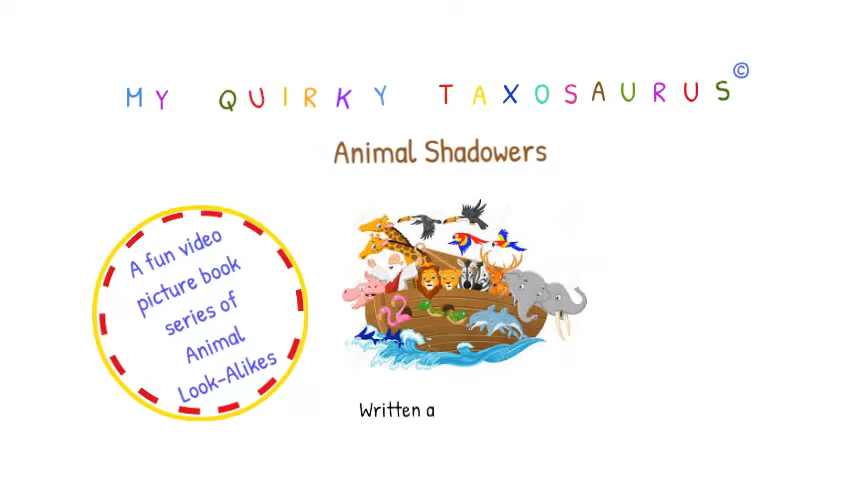 MY QUIRKY TAXOSAURUS©
Animal Shadowers
A fun video
picture book
series of
Animal
Look-Alikes
Written a